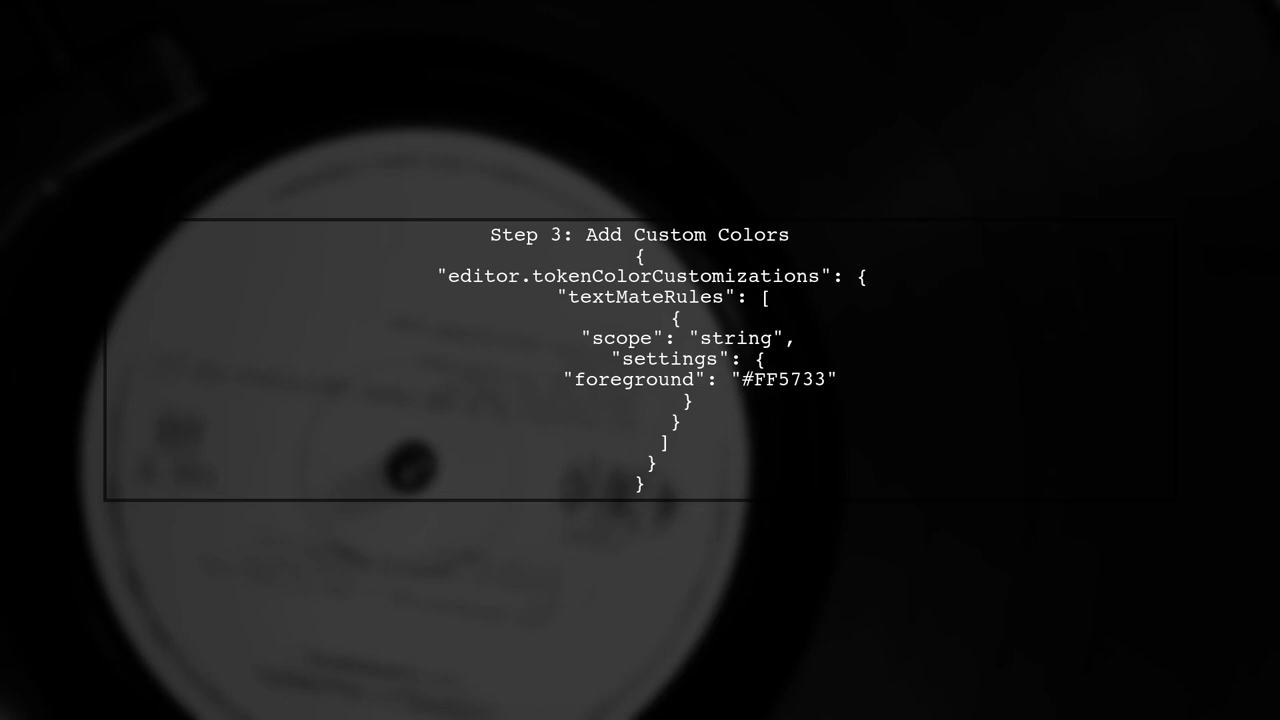 Step 3: Add Custom Colors
{
"editor.tokenColorCustomizations": {
"textMateRules": [
{
"scope": "string",
"settings": {
"foreground": "#FF5733"
}
}
]
}
}